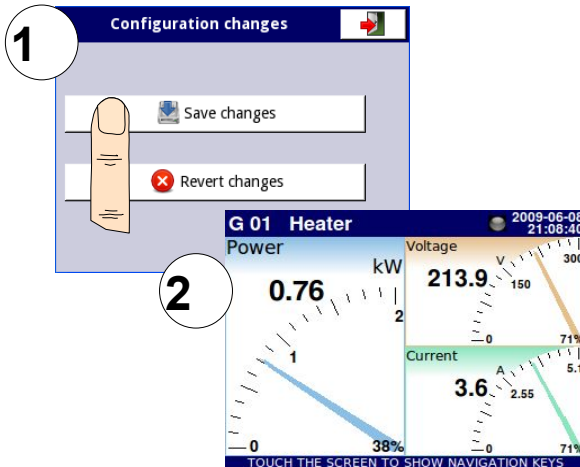 1
Configuration changes
Save changes
Revert changes
2
G 01 Heater
2009-06-08
21:08:40
Power
kW
0.76
2
1
0
38%
Voltage
V
300
213.9
150
0
71%
Current
A
5.1
3.6
2.55
0
71%
TOUCH THE SCREEN TO SHOW NAVIGATION KEYS